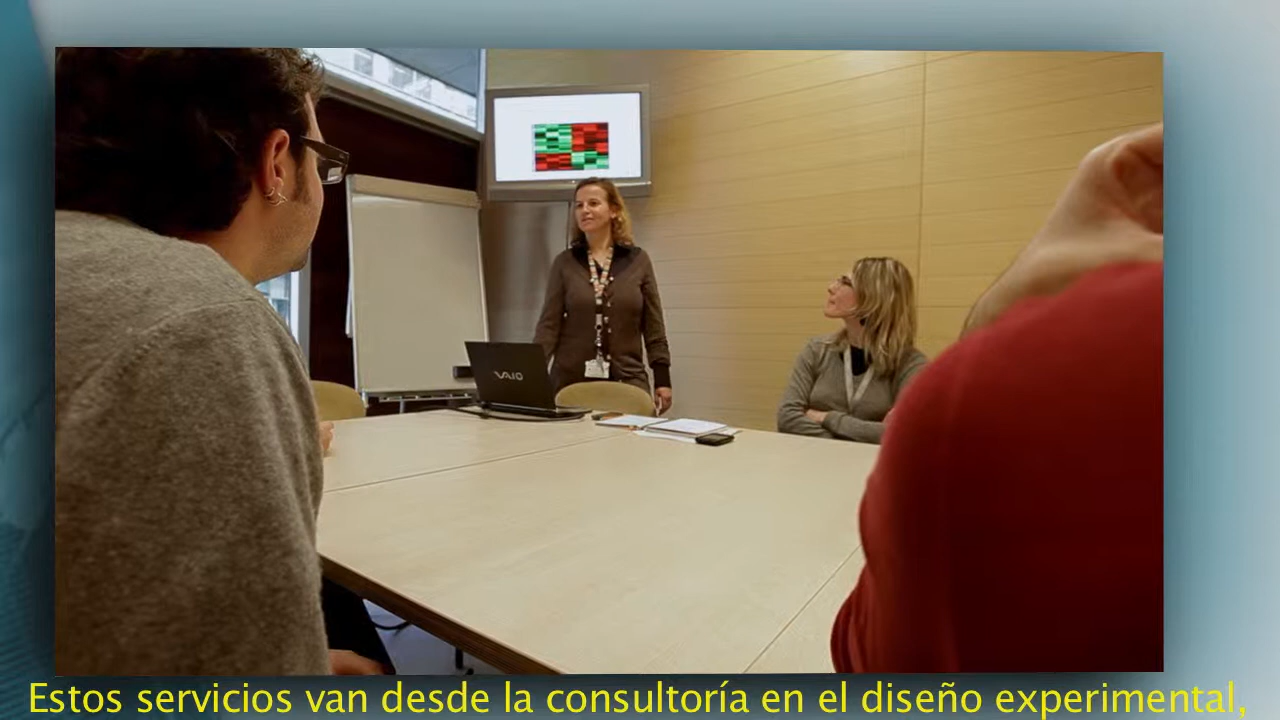 VAIO
Estos servicios van desde la consultoría en el diseño experimental,